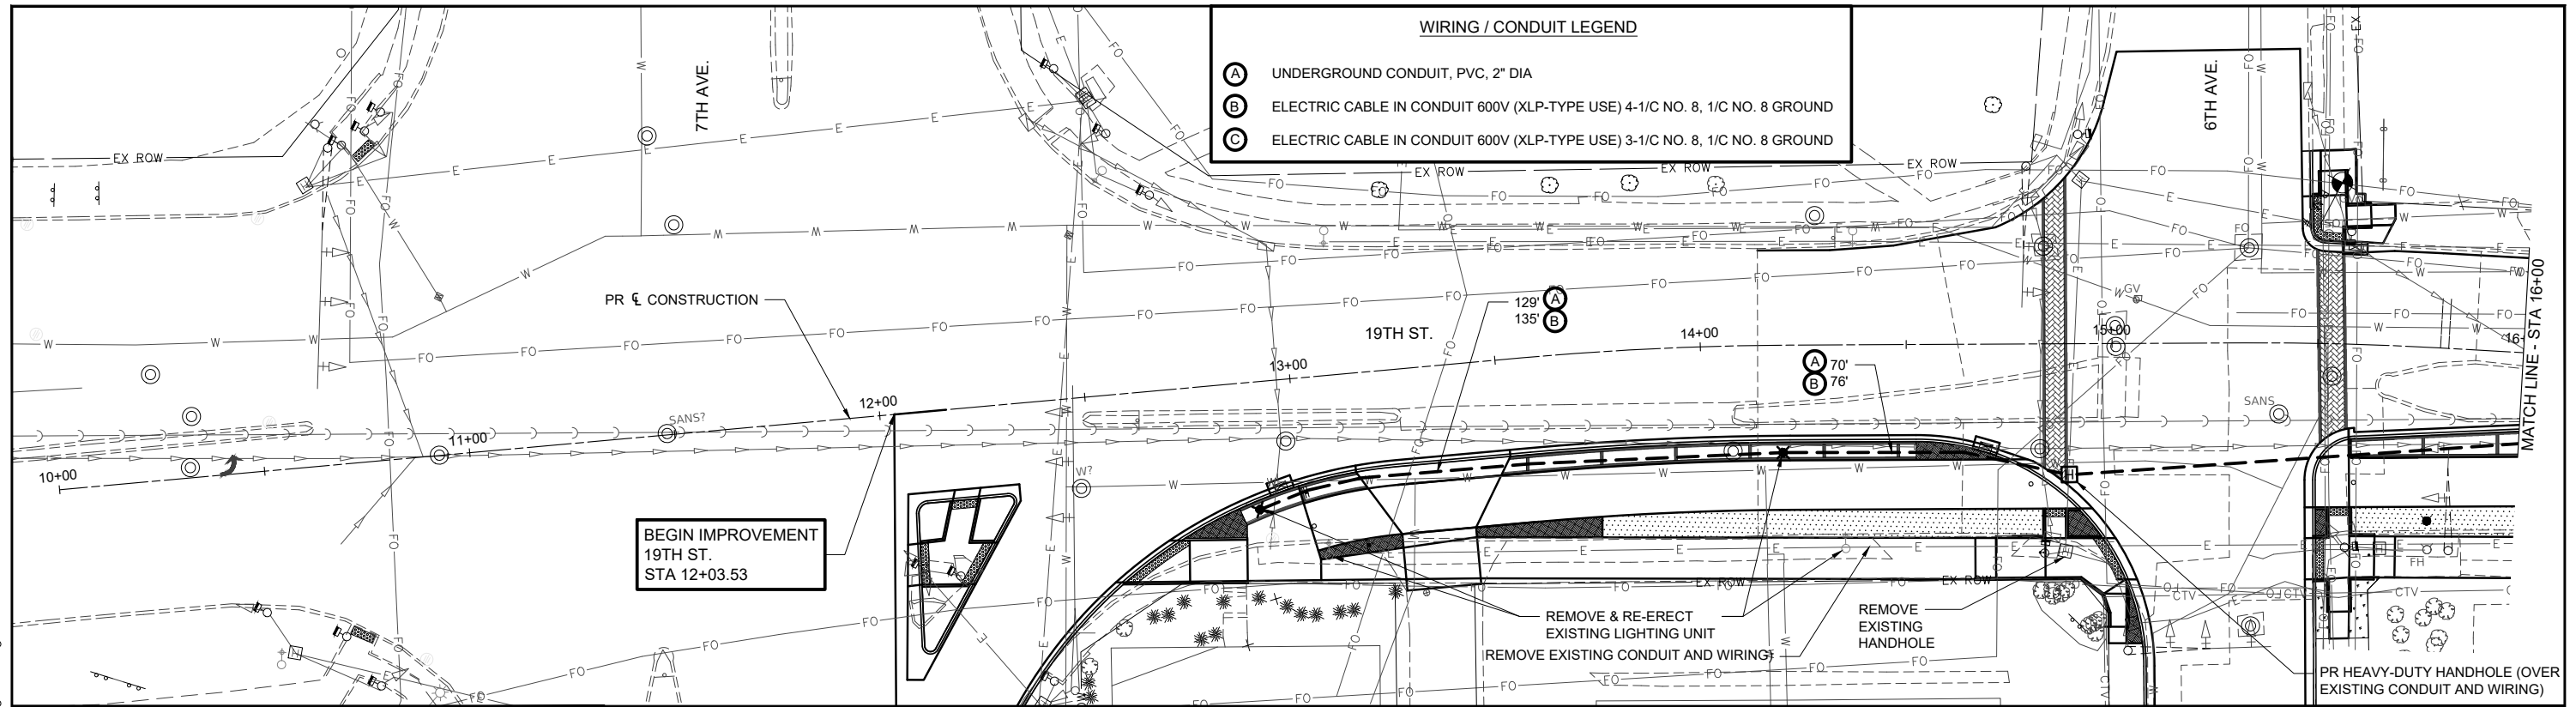 WIRING / CONDUIT LEGEND
A UNDERGROUND CONDUIT, PVC, 2" DIA
B ELECTRIC CABLE IN CONDUIT 600V (XLP-TYPE USE) 4-1/C NO. 8, 1/C NO. 8 GROUND
C ELECTRIC CABLE IN CONDUIT 600V (XLP-TYPE USE) 3-1/C NO. 8, 1/C NO. 8 GROUND
7TH AVE.
6TH AVE.
EX ROW
EX ROW
EX ROW
EX ROW
EX
PR ℄ CONSTRUCTION
129' A
135' B
19TH ST.
A 70'
B 76'
10+00
11+00
12+00
13+00
14+00
15+00
16+
SANS?
SANS
GV
W?
MATCH LINE - STA 16+00
BEGIN IMPROVEMENT
19TH ST.
STA 12+03.53
EX ROW
EX ROW
REMOVE & RE-ERECT
EXISTING LIGHTING UNIT
REMOVE EXISTING CONDUIT AND WIRING
REMOVE
EXISTING
HANDHOLE
FH
CTV
CTV
CTV
CTV
PR HEAVY-DUTY HANDHOLE (OVER
EXISTING CONDUIT AND WIRING)